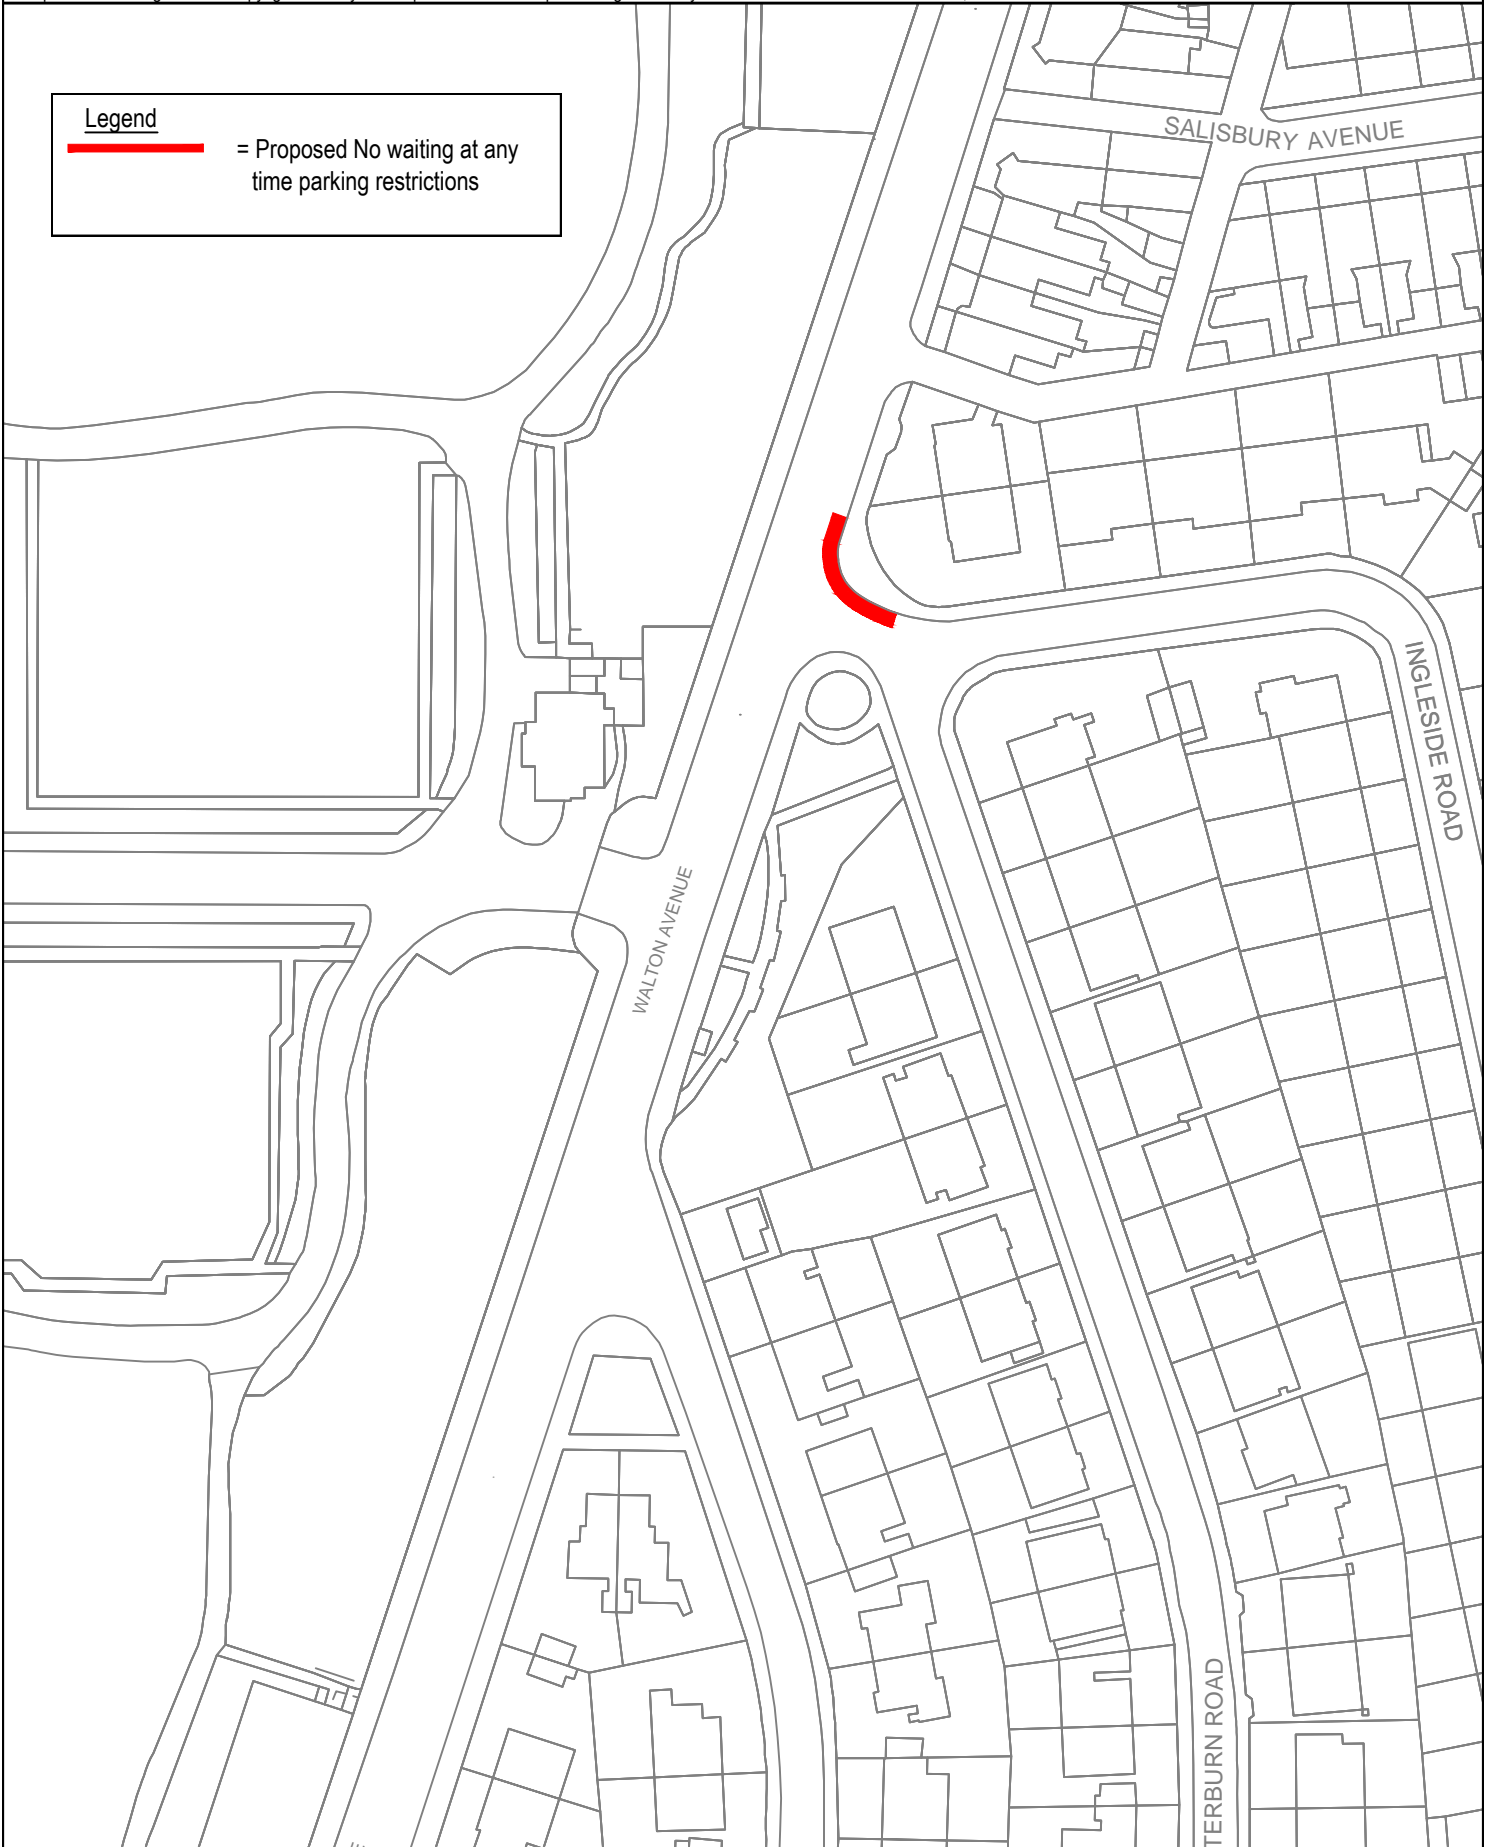 Legend
= Proposed No waiting at any
time parking restrictions
SALISBURY AVENUE
INGLESIDE ROAD
WALTON AVENUE
TERBURN ROAD